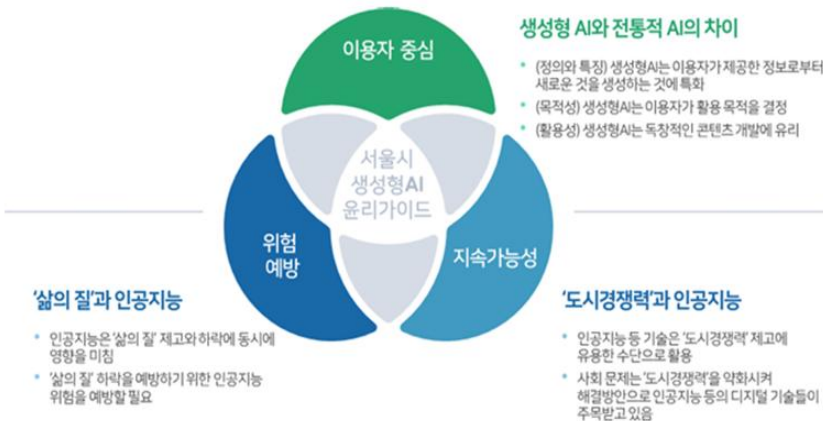 이용자 중심
서울시
생성형AI
윤리가이드
위험
예방
지속가능성
생성형 AI와 전통적 AI의 차이
• (정의와 특징) 생성형AI는 이용자가 제공한 정보로부터
새로운 것을 생성하는 것에 특화
• (목적성) 생성형AI는 이용자가 활용 목적을 결정
• (활용성) 생성형AI는 독창적인 콘텐츠 개발에 유리
‘삶의 질’과 인공지능
• 인공지능은 ‘삶의 질’ 제고와 하락에 동시에
영향을 미침
• ‘삶의 질’ 하락을 예방하기 위한 인공지능
위험을 예방할 필요
‘도시경쟁력’과 인공지능
• 인공지능 등 기술은 ‘도시경쟁력’ 제고에
유용한 수단으로 활용
• 사회 문제는 ‘도시경쟁력’을 약화시켜
해결방안으로 인공지능 등의 디지털 기술들이
주목받고 있음